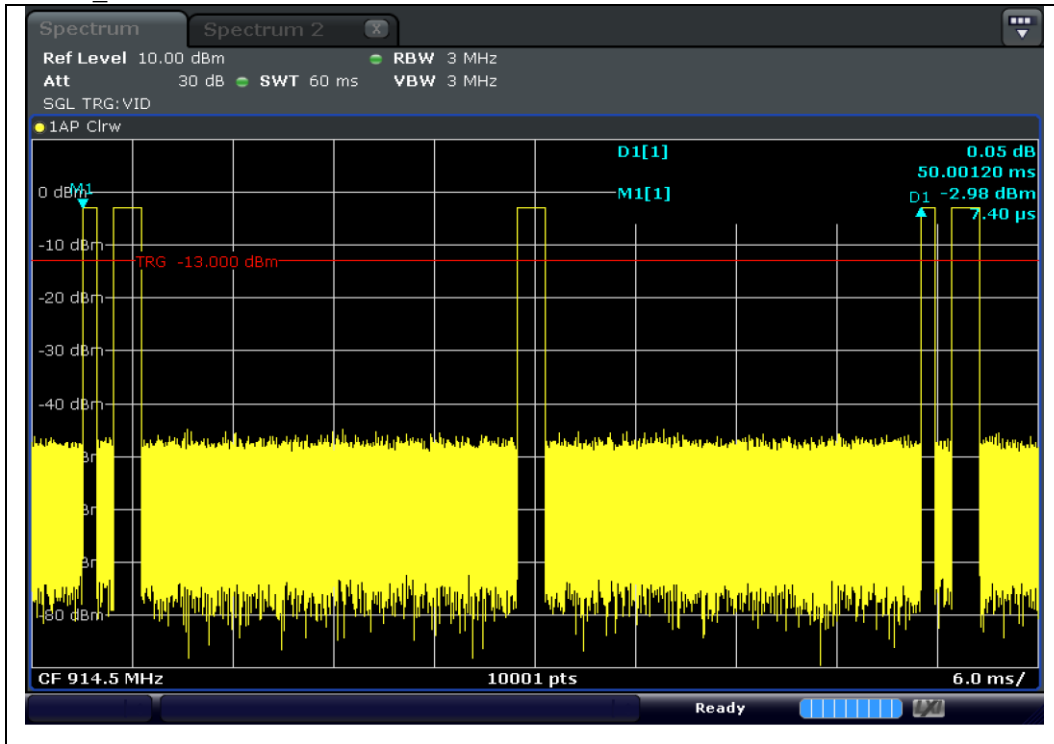 Spectrum Spectrum 2 X
Ref Level 10.00 dBm RBW 3 MHz
Att 30 dB SWT 60 ms VBW 3 MHz
SGL TRG:VID
1AP Clrw
D1[1] 0.05 dB
50.00120 ms
0 dBm M1 M1[1] D1 -2.98 dBm
7.40 µs
-10 dBm
TRG -13.000 dBm
-20 dBm
-30 dBm
-40 dBm
-80 dBm
CF 914.5 MHz 10001 pts 6.0 ms/
Ready LXI